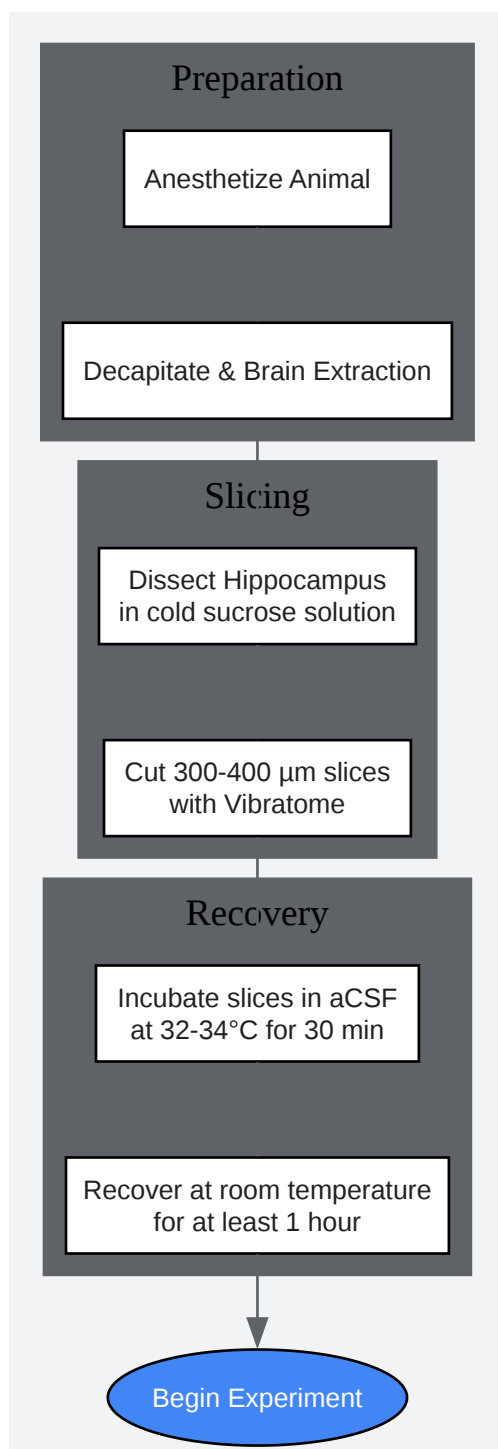 Preparation
Anesthetize Animal
Decapitate & Brain Extraction
Slicing
Dissect Hippocampus
in cold sucrose solution
Cut 300-400 µm slices
with Vibratome
Recovery
Incubate slices in aCSF
at 32-34°C for 30 min
Recover at room temperature
for at least 1 hour
Begin Experiment